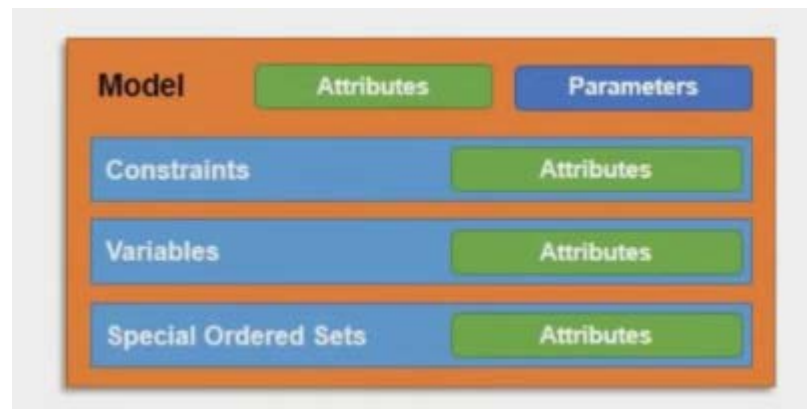 Model Attributes Parameters
Constraints Attributes
Variables Attributes
Special Ordered Sets Attributes